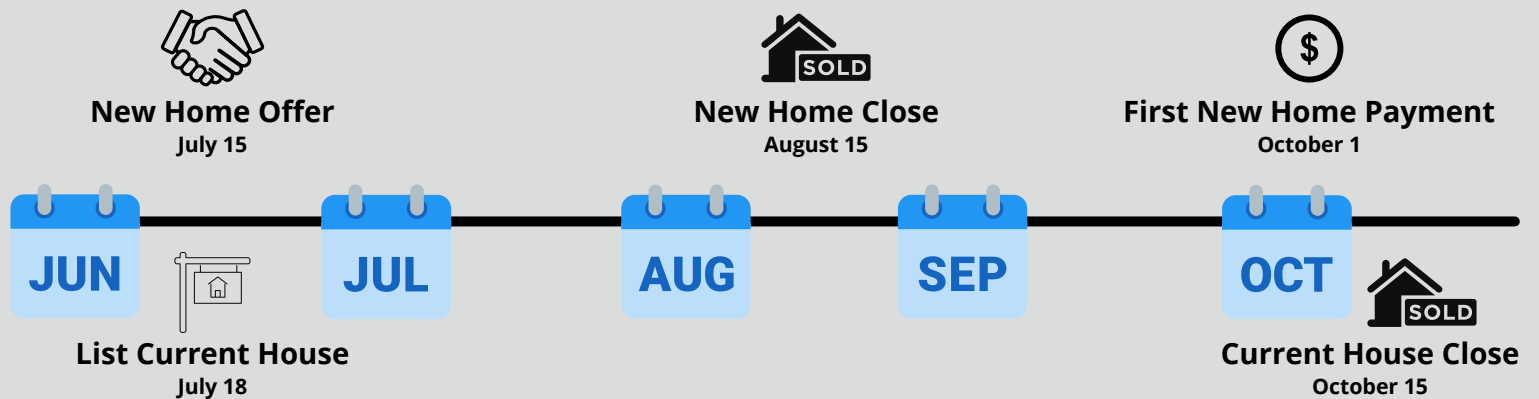 SOLD
$
New Home Offer
July 15
New Home Close
August 15
First New Home Payment
October 1
JUN
JUL
AUG
SEP
OCT
SOLD
List Current House
July 18
Current House Close
October 15